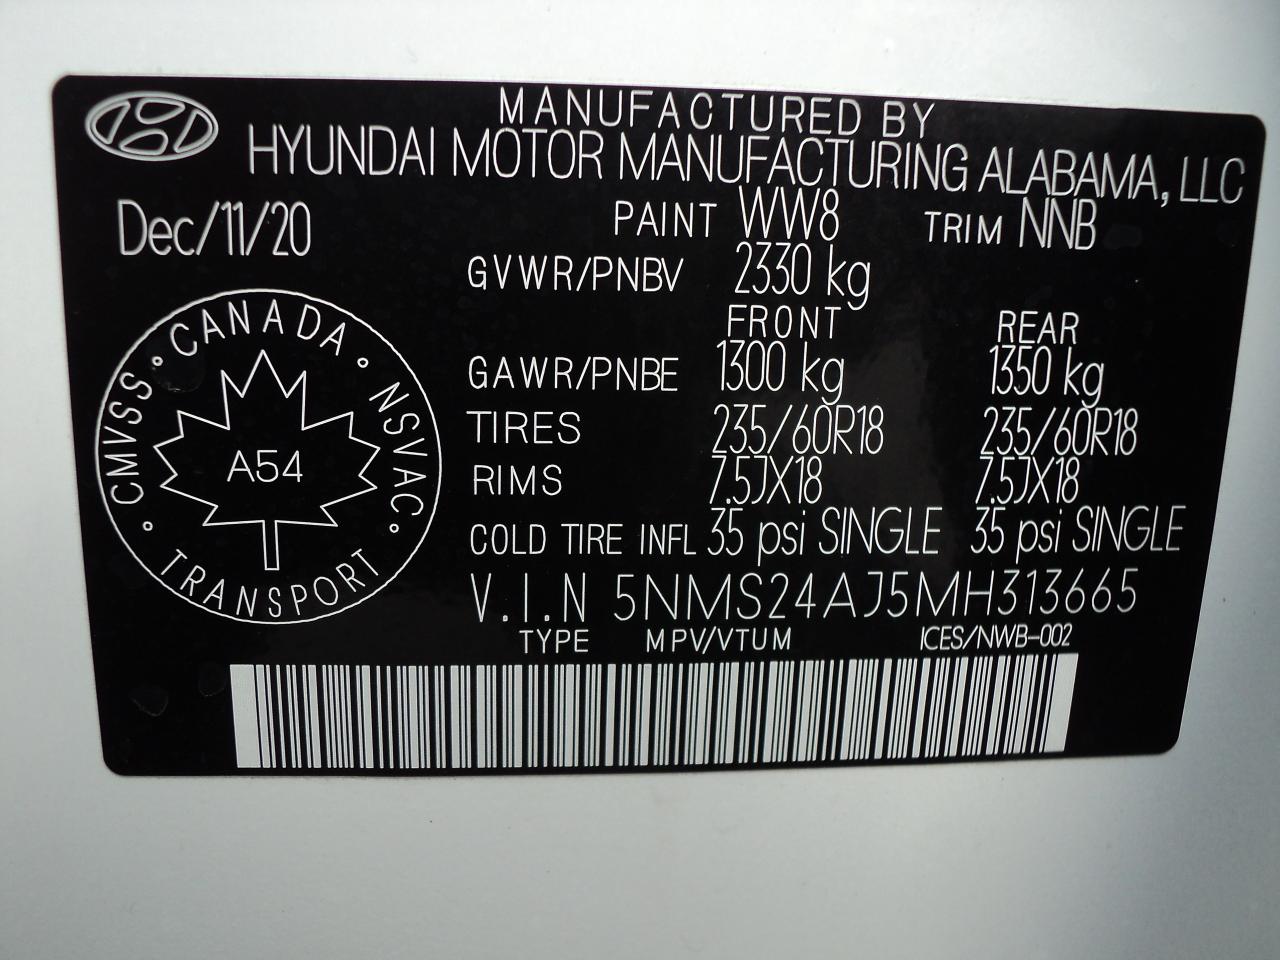 MANUFACTURED BY
HYUNDAI MOTOR MANUFACTURING ALABAMA, LLC
Dec/11/20 PAINT WW8 TRIM NNB
GVWR/PNBV 2330 kg
FRONT REAR
GAWR/PNBE 1300 kg 1350 kg
TIRES 235/60R18 235/60R18
RIMS 7.5JX18 7.5JX18
COLD TIRE INFL 35 psi SINGLE 35 psi SINGLE
V.I.N 5NMS24AJ5MH313665
TYPE MPV/VTUM ICES/NWB-002
CMVSS ° CANADA ° NSVAC °
A54
° TRANSPORT